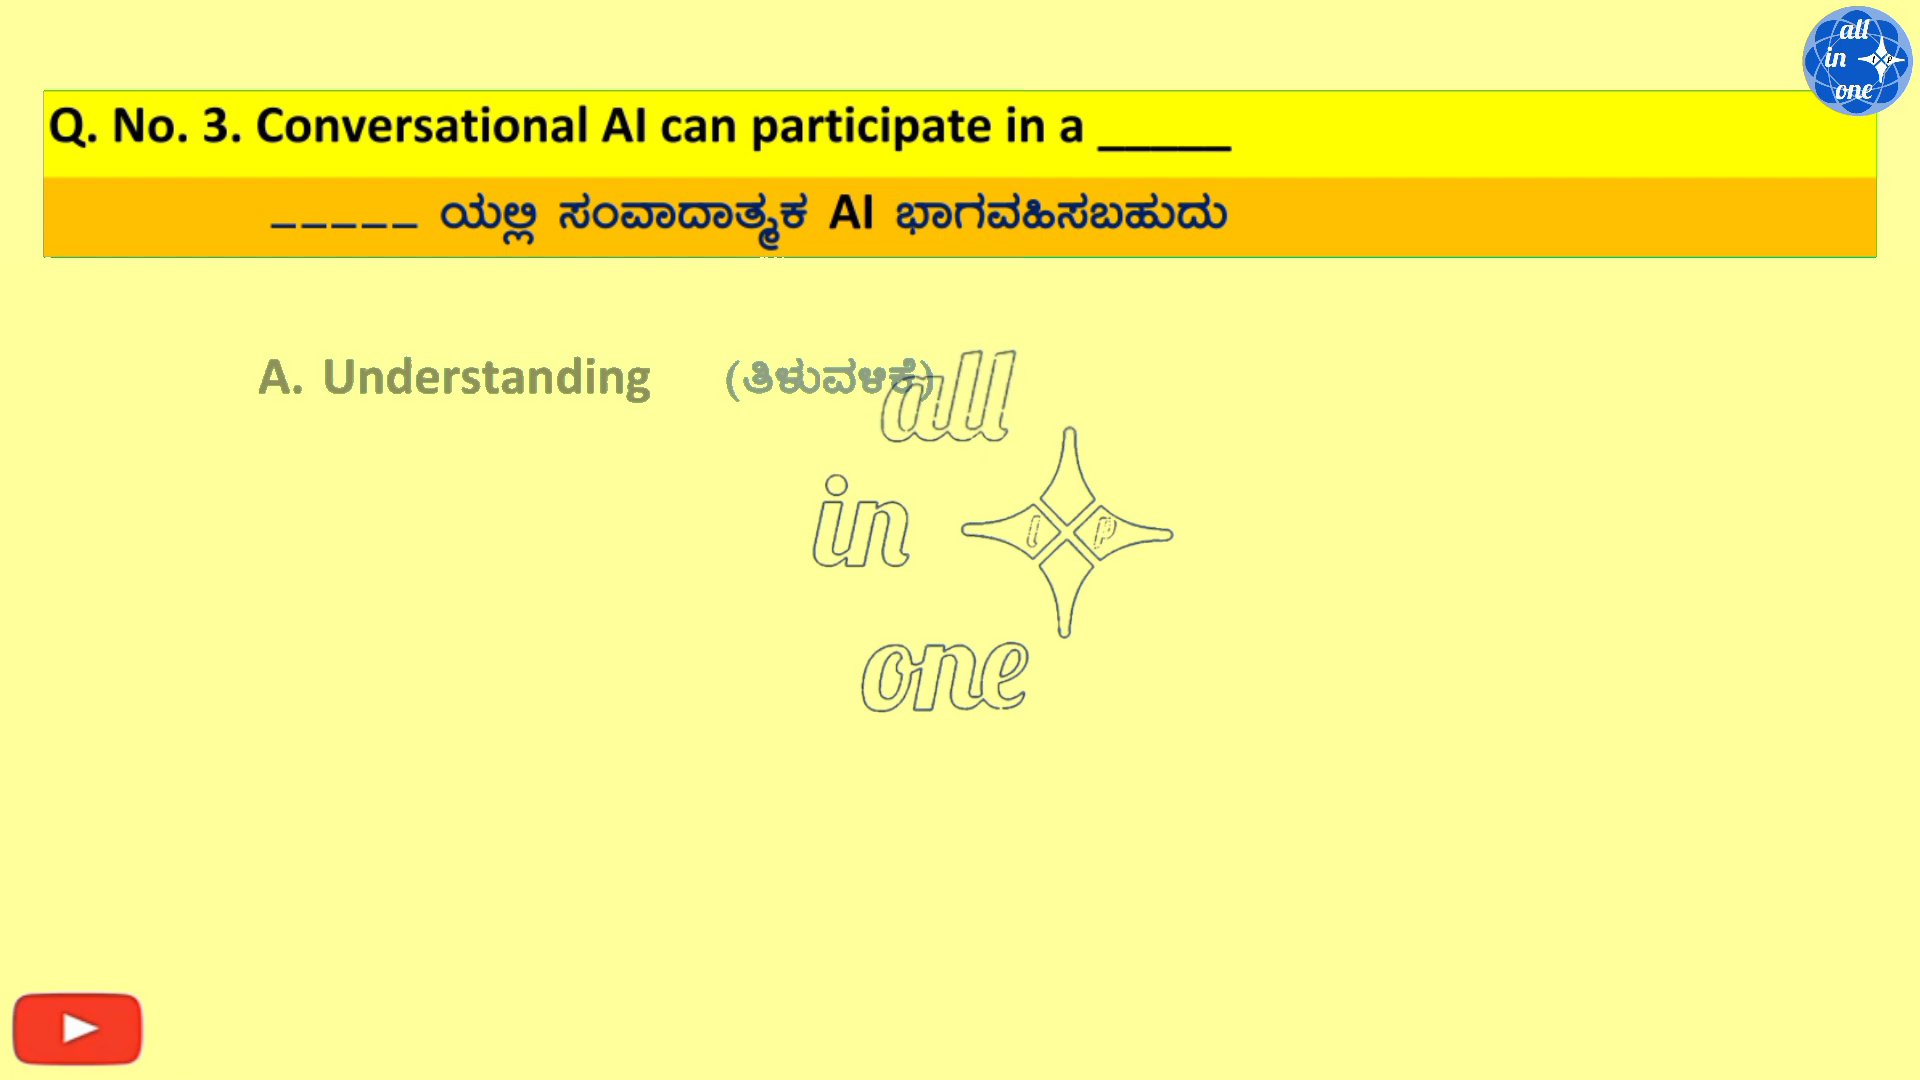 all
in
one
Q. No. 3. Conversational AI can participate in a _____
_____ ಯಲ್ಲಿ ಸಂವಾದಾತ್ಮಕ AI ಭಾಗವಹಿಸಬಹುದು
A. Understanding (ತಿಳುವಳಿಕೆ)
all
in
I P
one